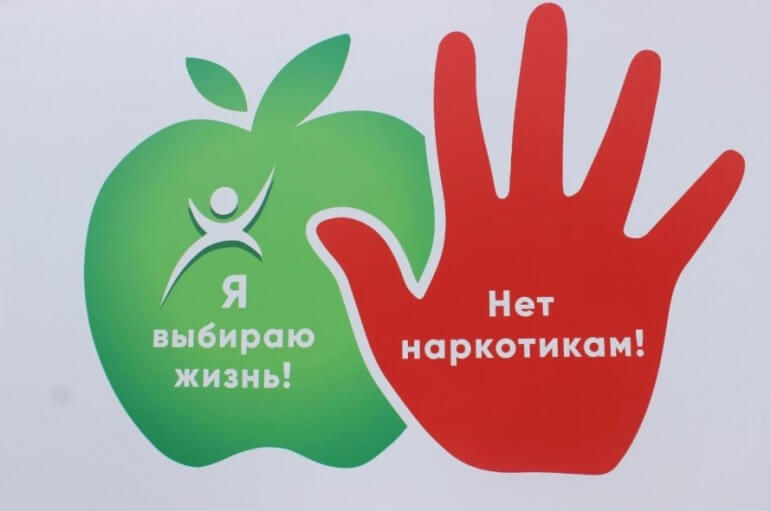 Я
выбираю
жизнь!
Нет
наркотикам!